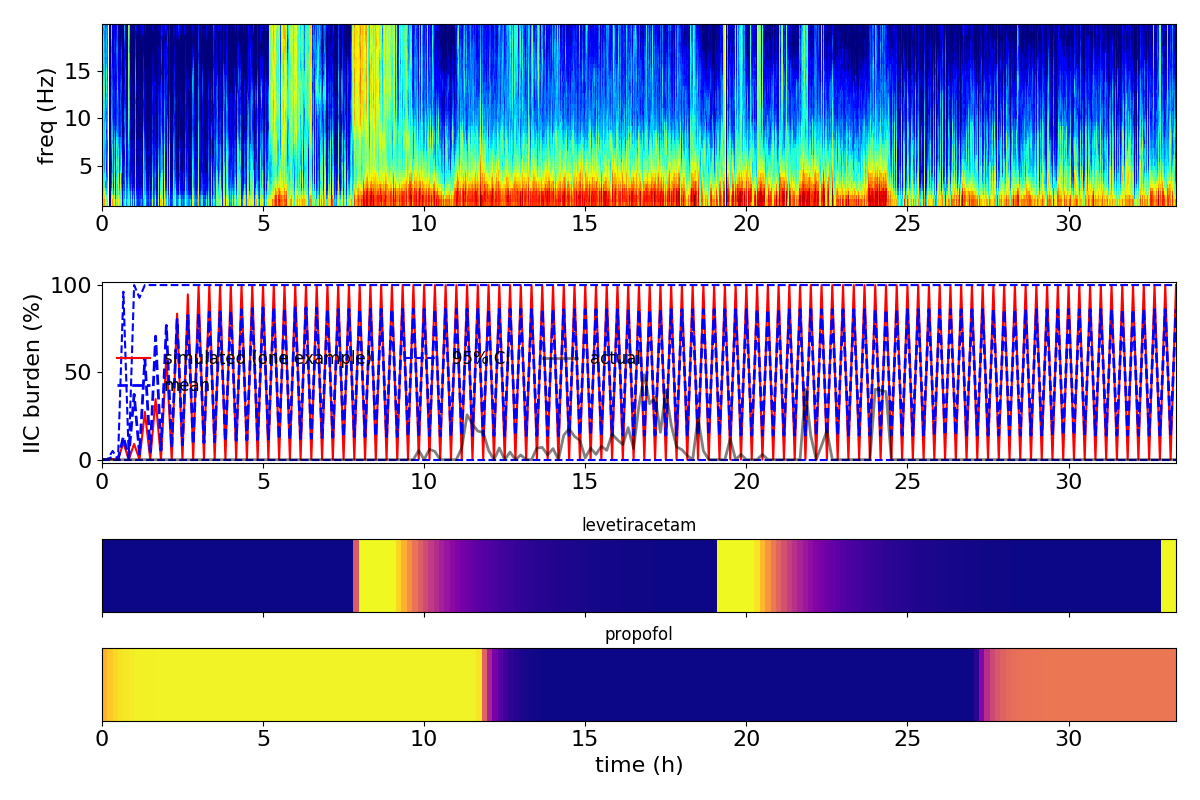 freq (Hz)
15
10
5
0 5 10 15 20 25 30
IIC burden (%)
100
50
0
simulated (one example) 95% CI actual
mean
0 5 10 15 20 25 30
levetiracetam
propofol
0 5 10 15 20 25 30
time (h)